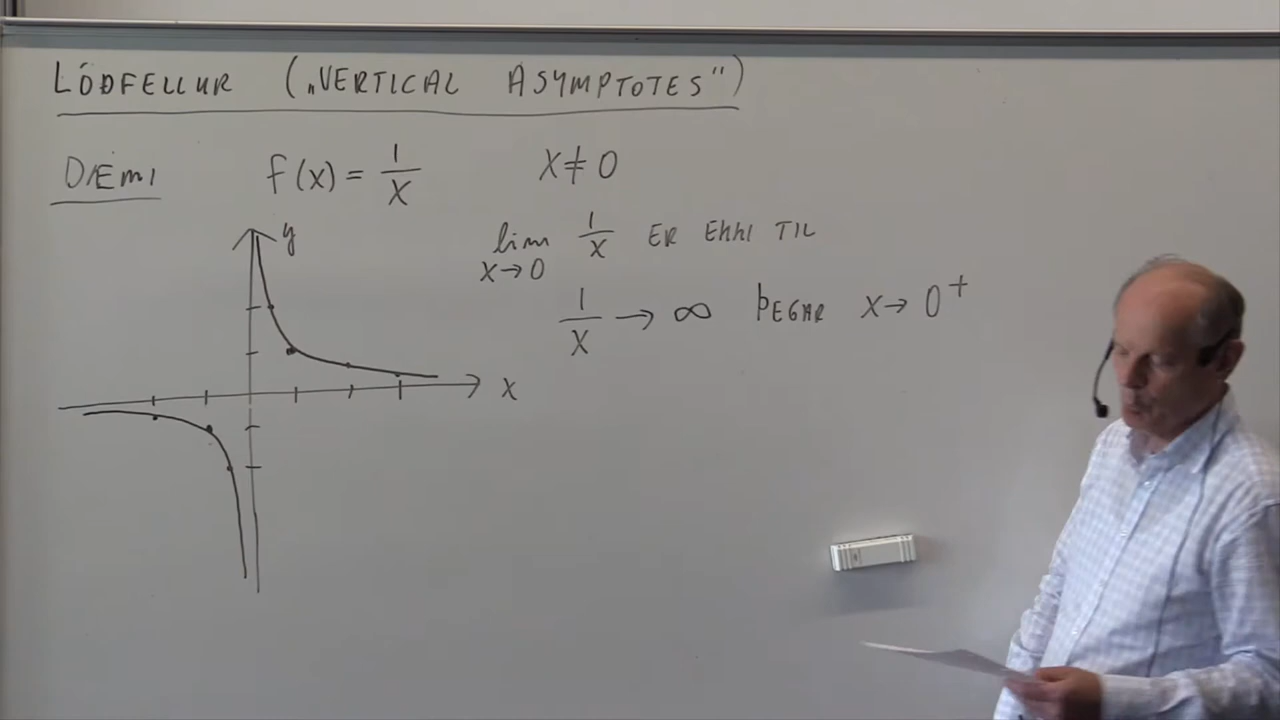 LÓÐFELLUR („VERTICAL ASYMPTOTES“)
DÆMI f(x) = 1/x x ≠ 0
lim x→0 1/x ER EKKI TIL
1/x → ∞ ÞEGAR x → 0⁺
y
x